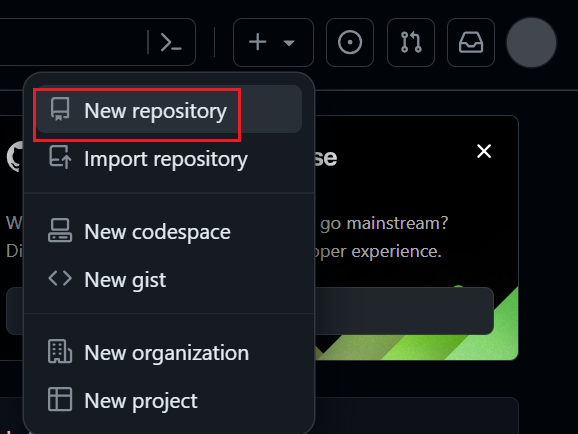 New repository
Import repository
se
New codespace
go mainstream?
New gist
oper experience.
New organization
New project